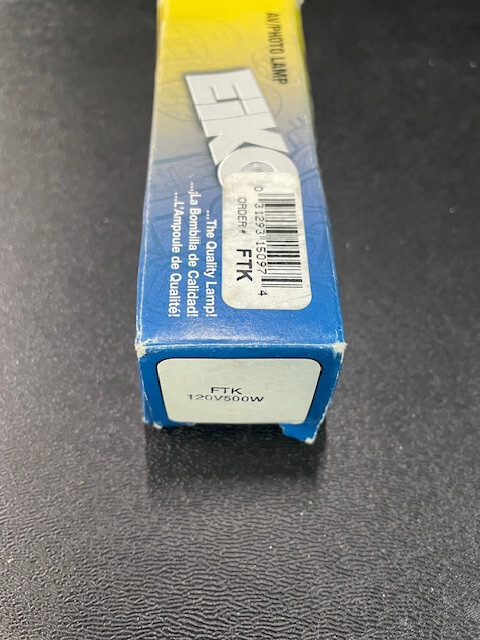 AV/PHOTO LAMP
EIKO
...The Quality Lamp!
...¡La Bombilla de Calidad!
...L'Ampoule de Qualité!
0 31293 15097 4
ORDER # FTK
FTK
120V500W